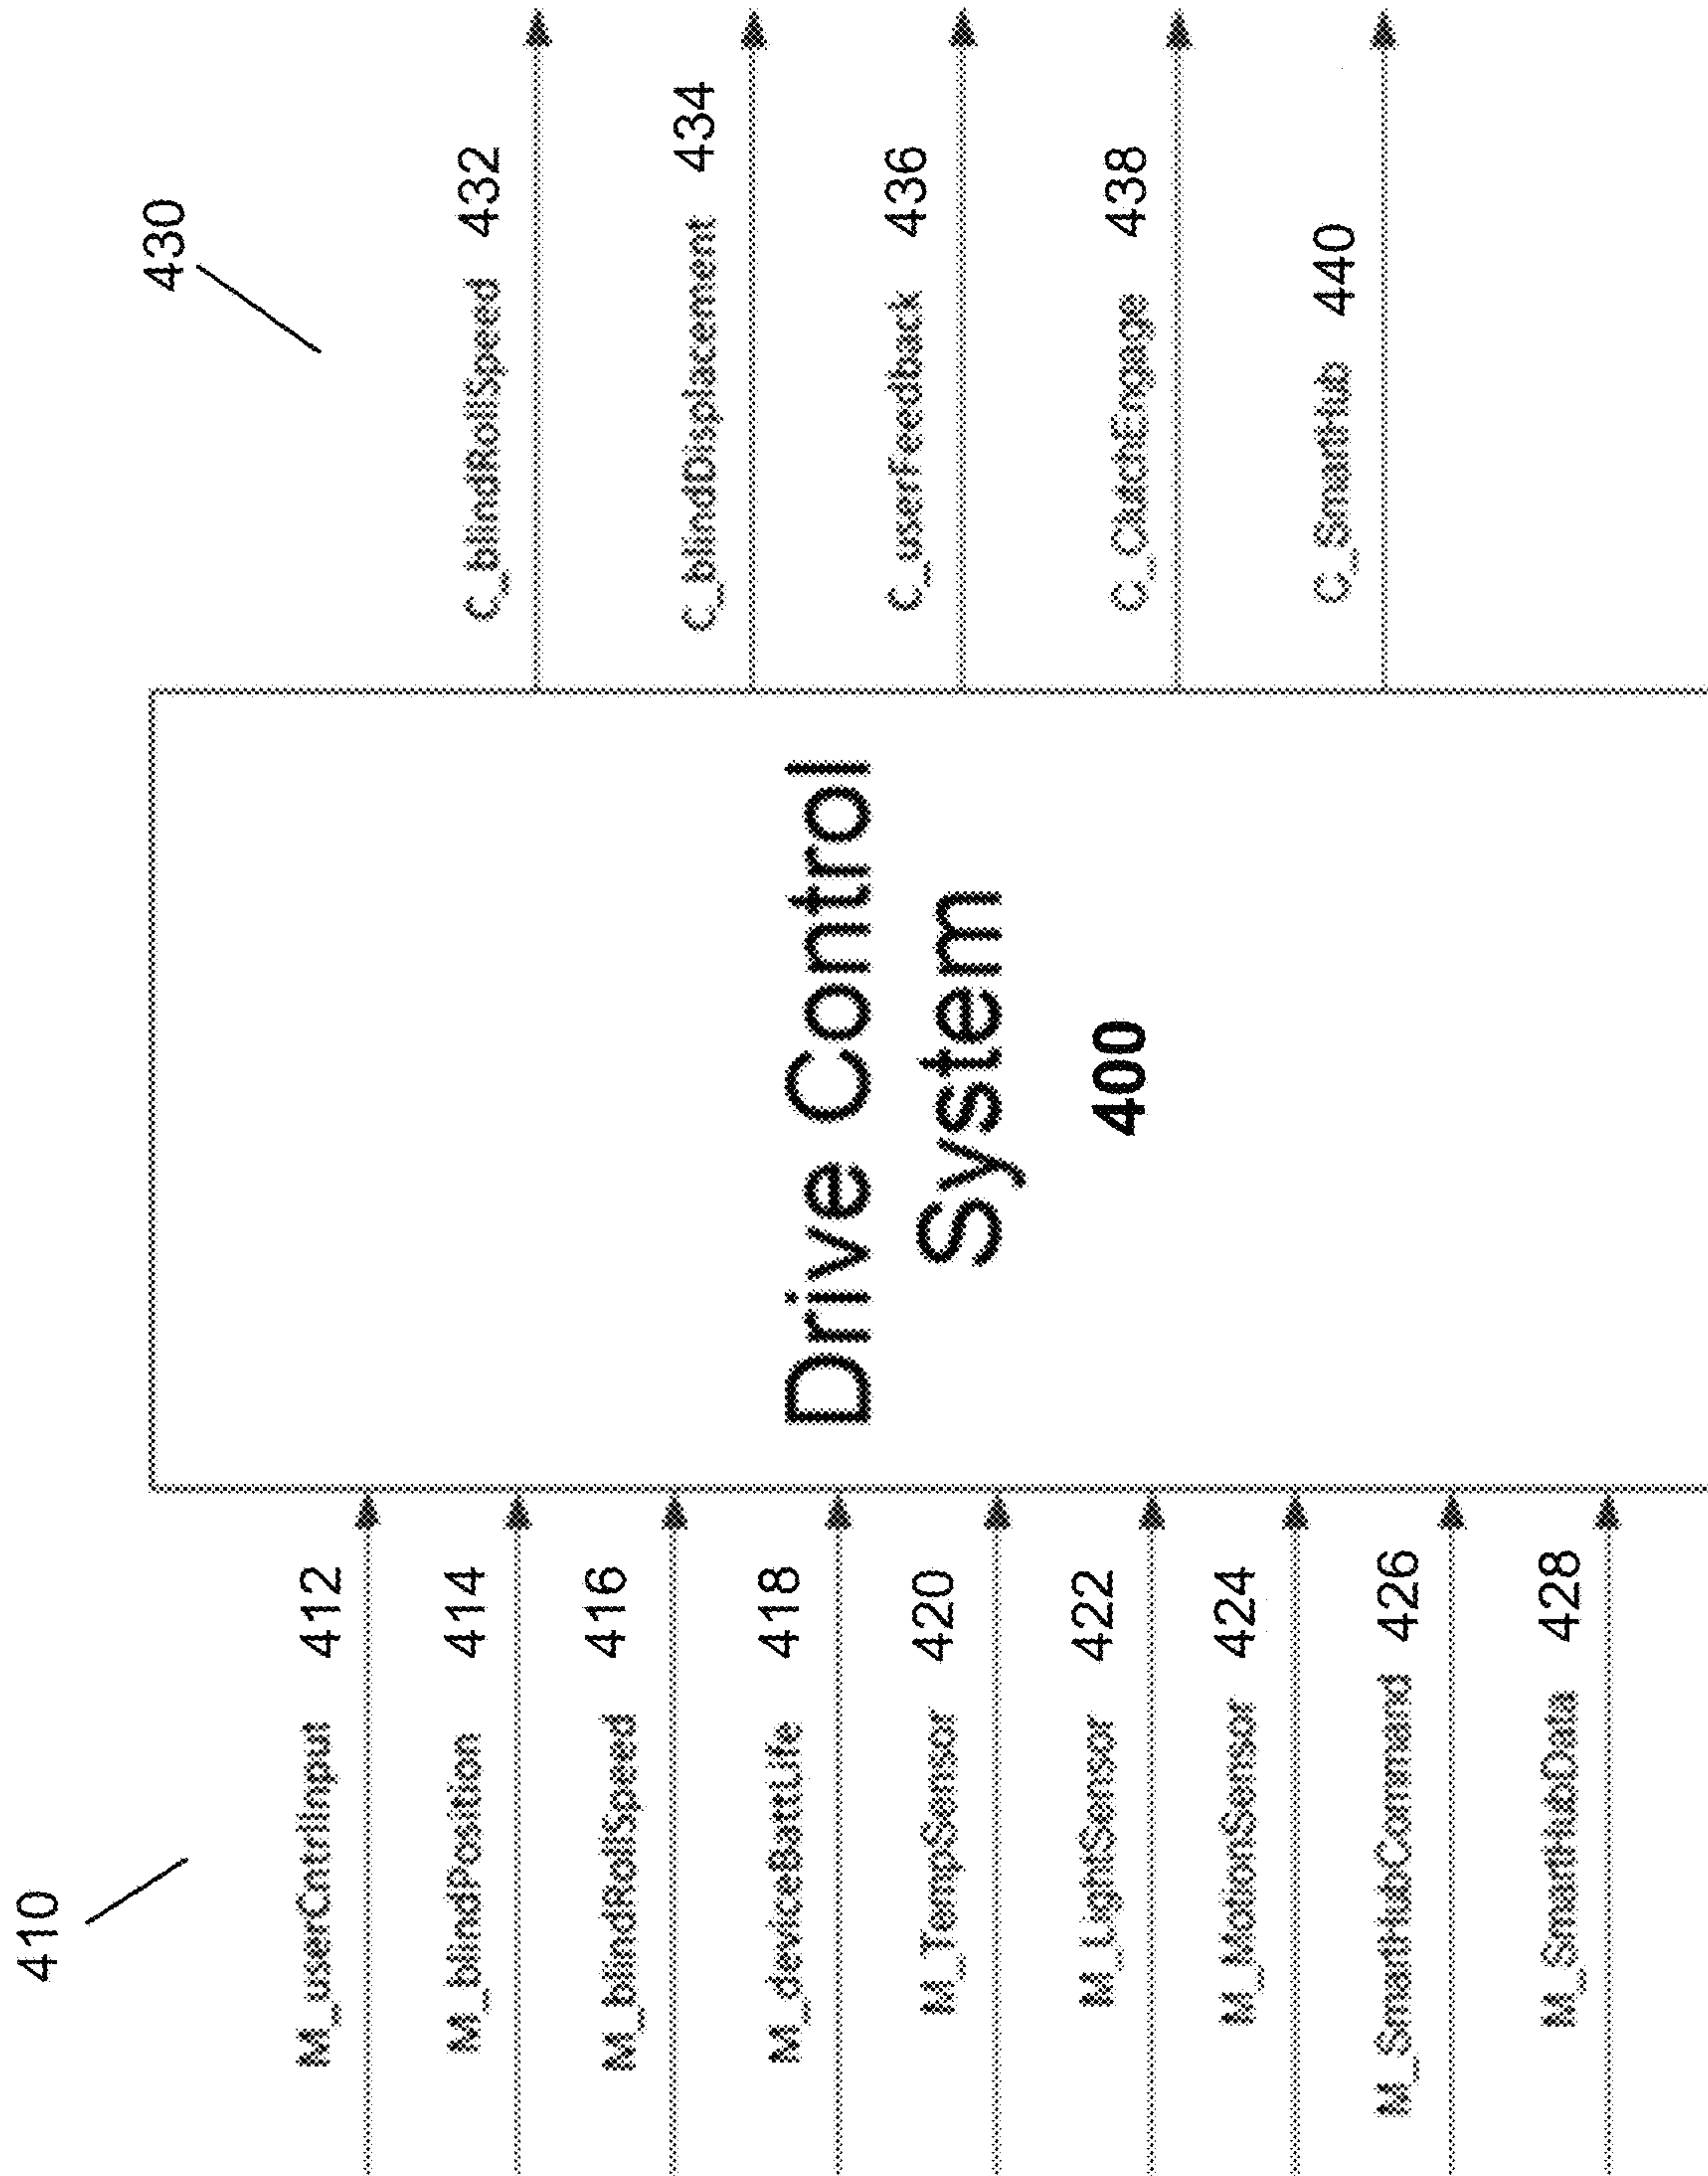 410
M_userCntrlInput 412
M_blindPosition 414
M_blindRollSpeed 416
M_deviceBattLife 418
M_TempSensor 420
M_LightSensor 422
M_MotionSensor 424
M_SmartHubCommand 426
M_SmartHubData 428
Drive Control
System
400
430
C_blindRollSpeed 432
C_blindDisplacement 434
C_userFeedback 436
C_ClutchEngage 438
C_SmartHub 440